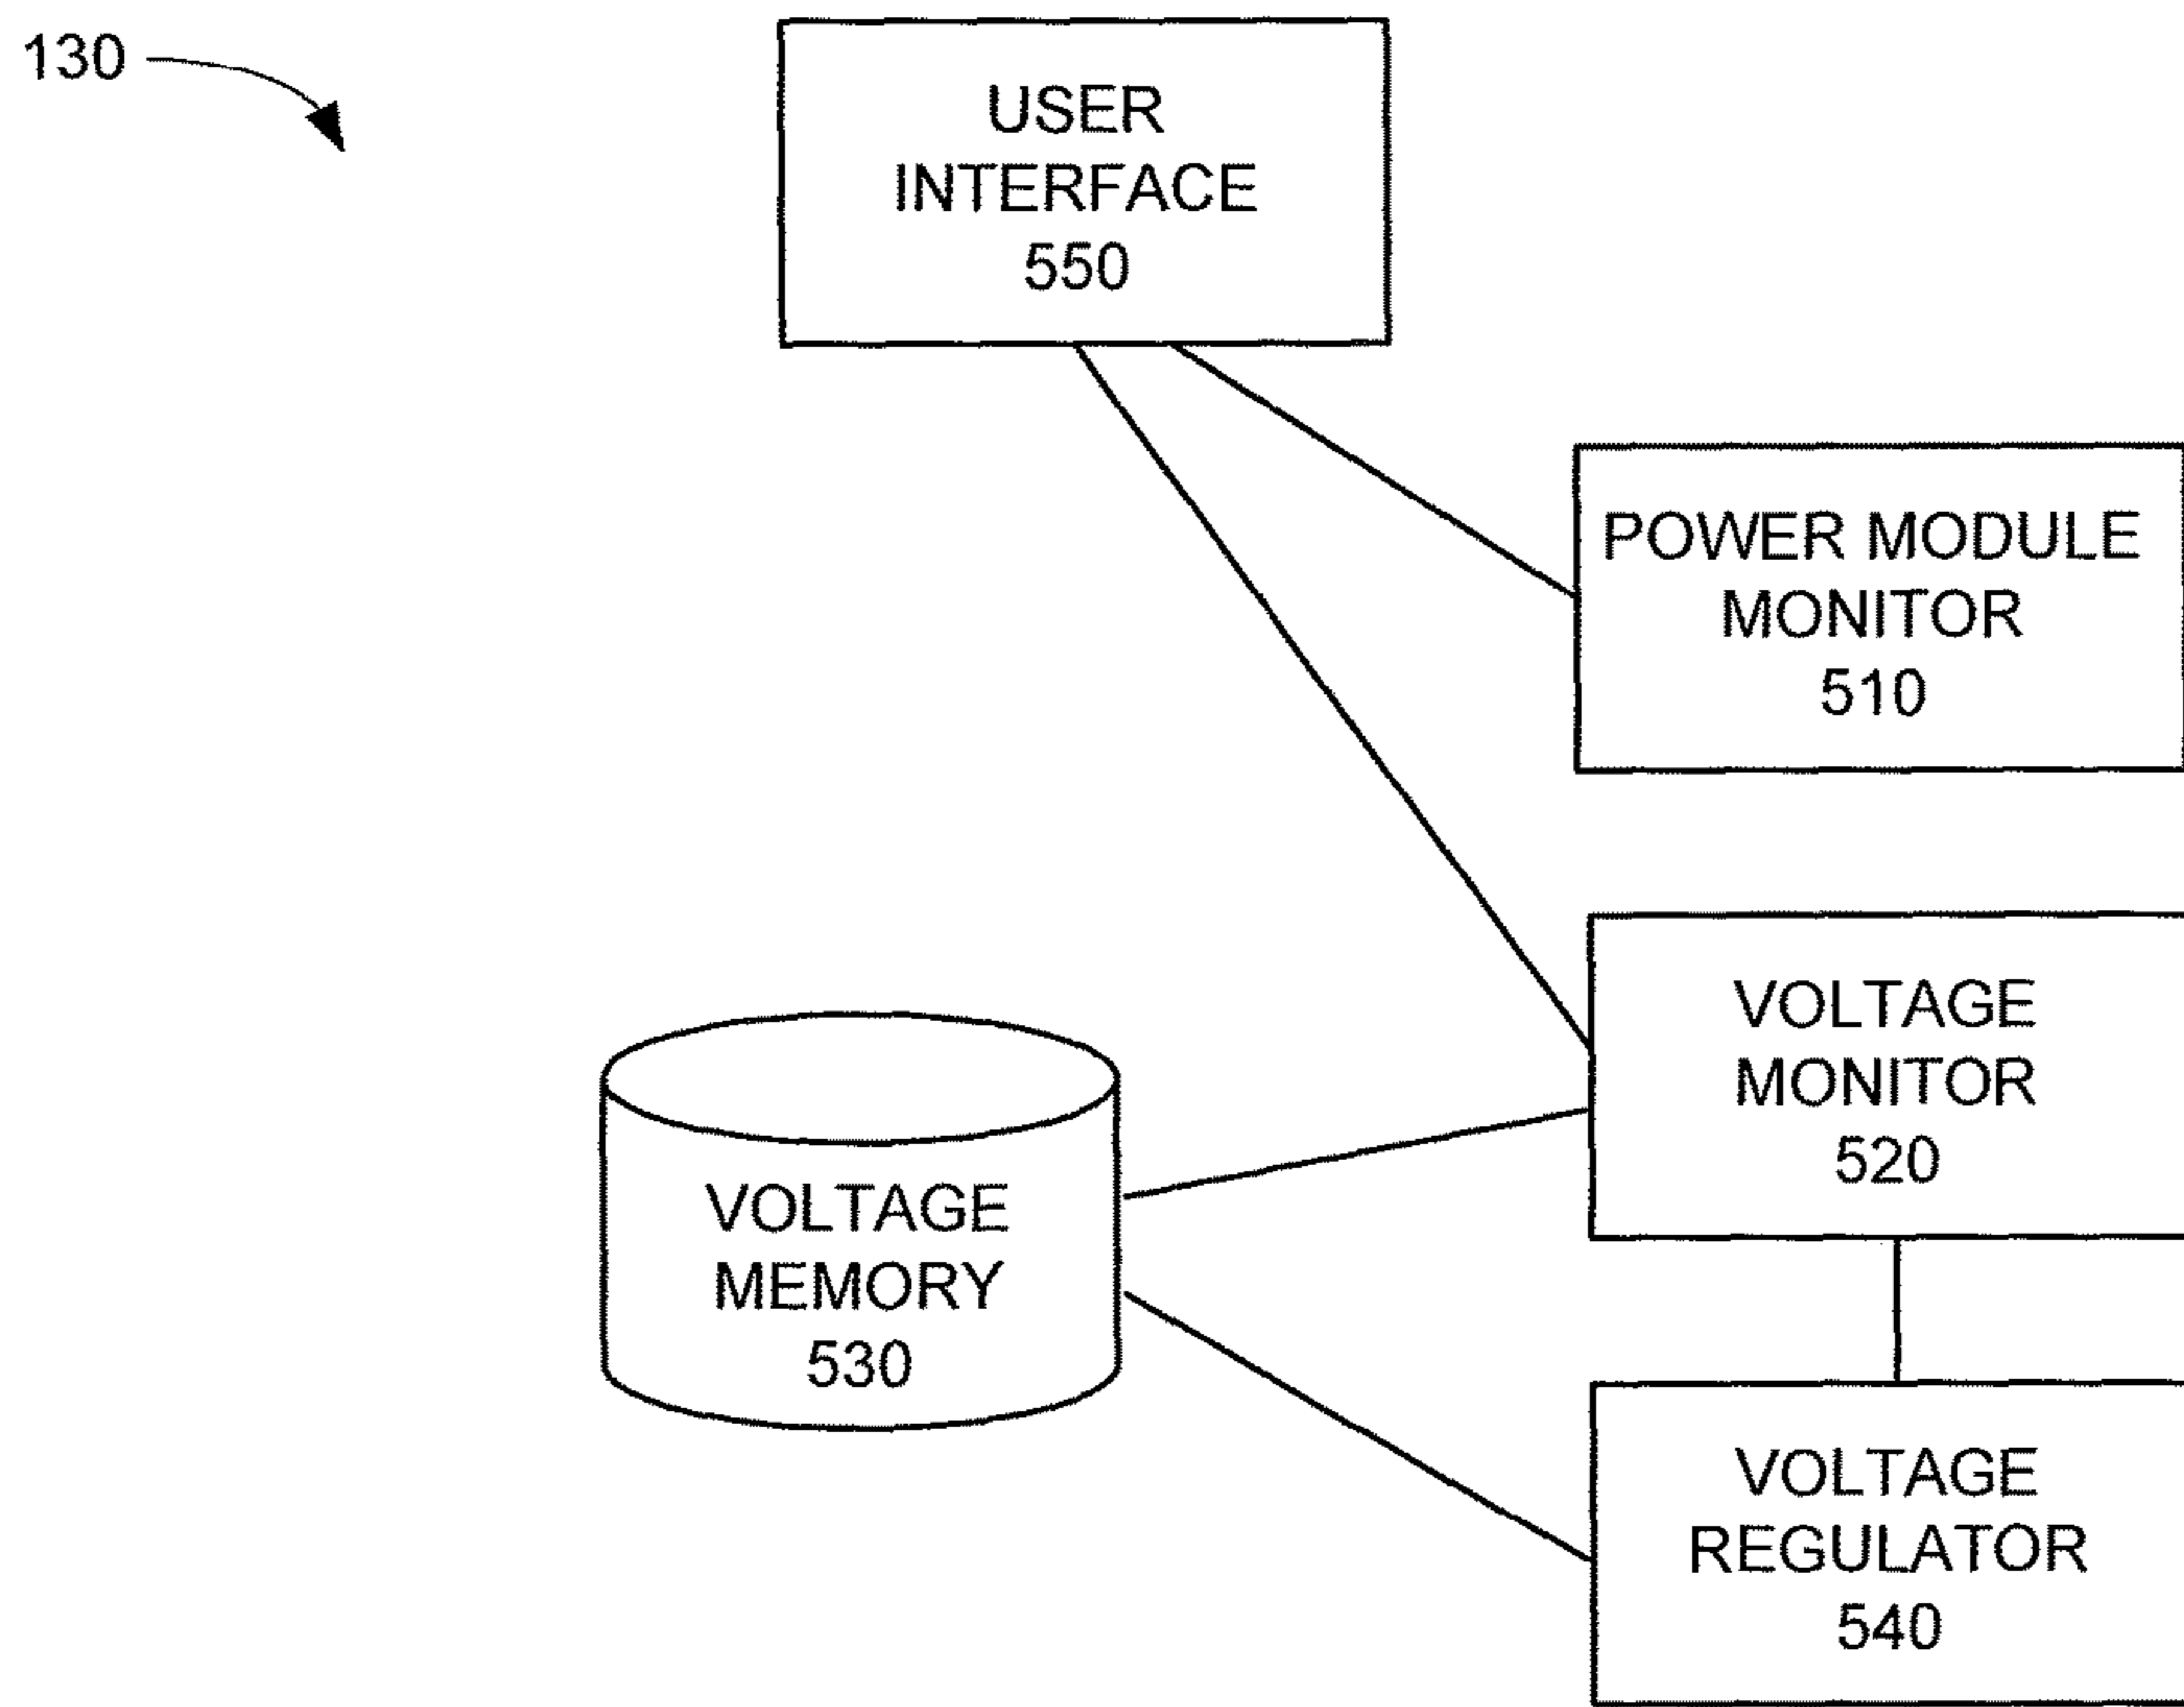 130
USER
INTERFACE
550
POWER MODULE
MONITOR
510
VOLTAGE
MONITOR
520
VOLTAGE
MEMORY
530
VOLTAGE
REGULATOR
540